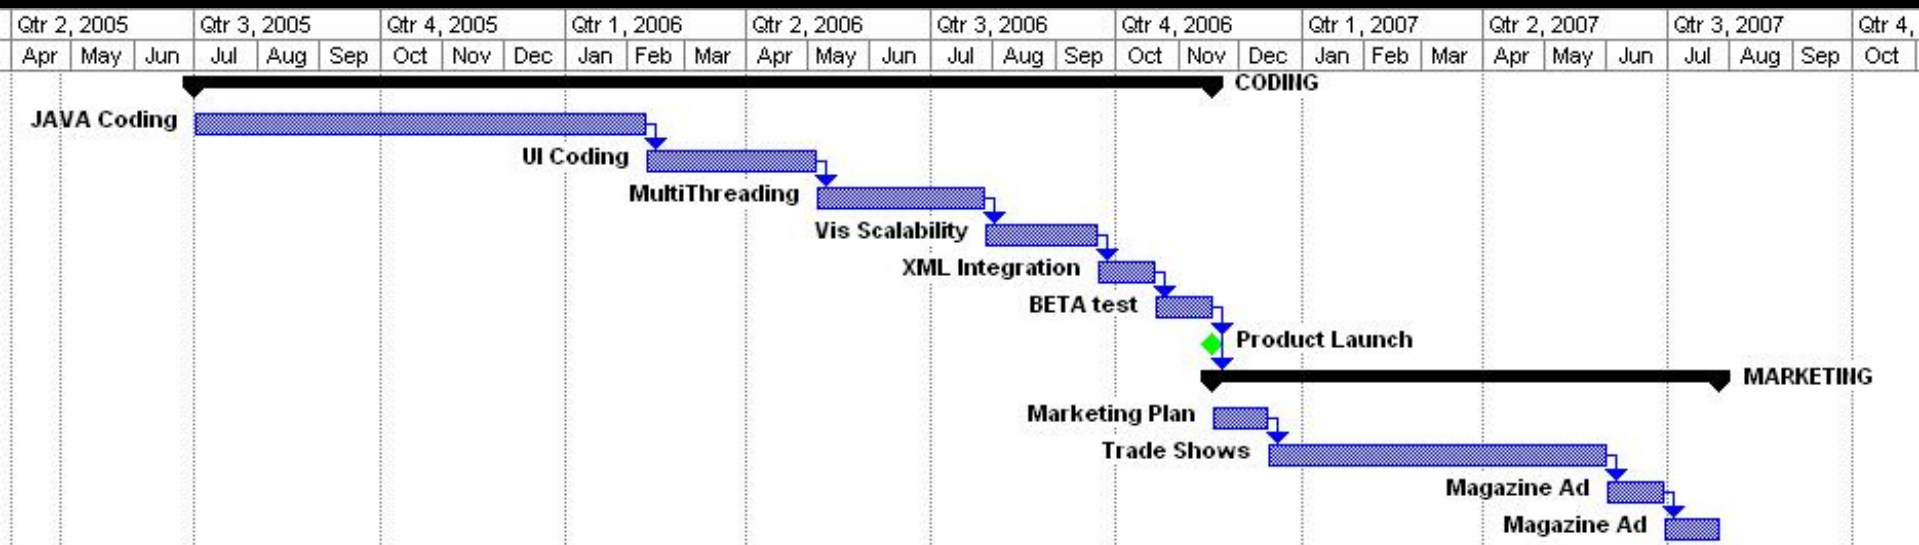 Qtr 2, 2005 Qtr 3, 2005 Qtr 4, 2005 Qtr 1, 2006 Qtr 2, 2006 Qtr 3, 2006 Qtr 4, 2006 Qtr 1, 2007 Qtr 2, 2007 Qtr 3, 2007 Qtr 4,
Apr May Jun Jul Aug Sep Oct Nov Dec Jan Feb Mar Apr May Jun Jul Aug Sep Oct Nov Dec Jan Feb Mar Apr May Jun Jul Aug Sep Oct
CODING
JAVA Coding
UI Coding
MultiThreading
Vis Scalability
XML Integration
BETA test
Product Launch
MARKETING
Marketing Plan
Trade Shows
Magazine Ad
Magazine Ad